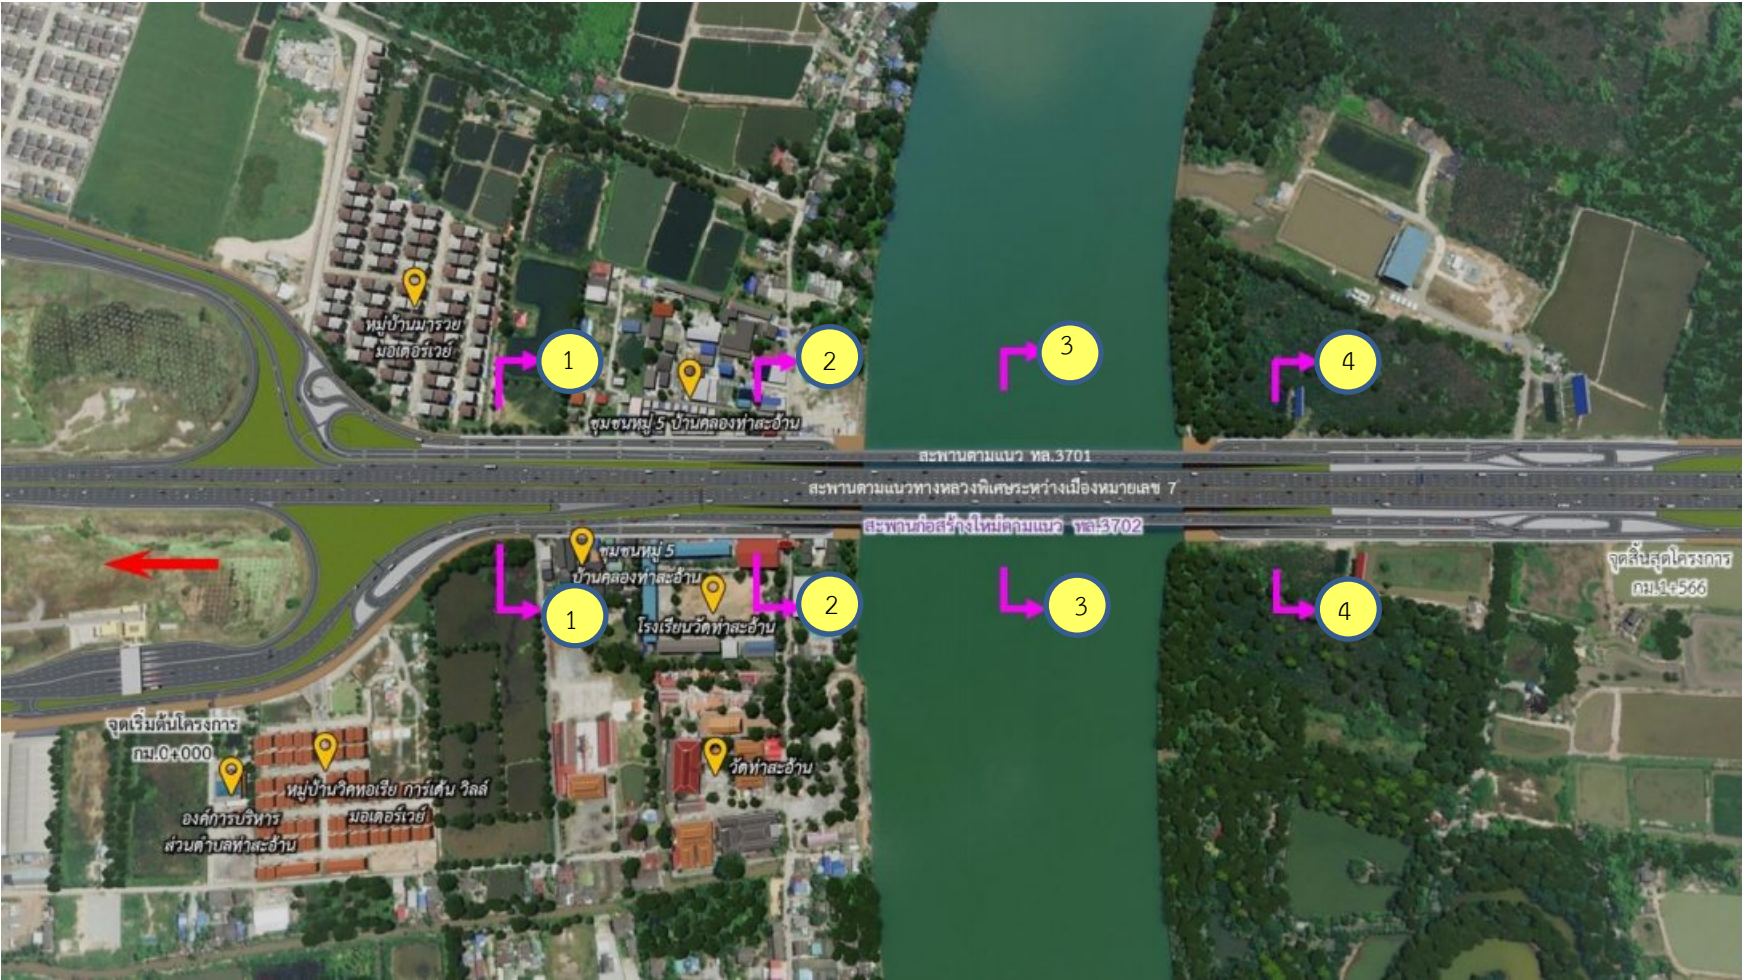 หมู่บ้านมารวย
มอเตอร์เวย์
1
2
3
4
ชุมชนหมู่ 5 บ้านคลองท่าสะอ้าน
สะพานตามแนว ทล.3701
สะพานตามแนวทางหลวงพิเศษระหว่างเมืองหมายเลข 7
สะพานก่อสร้างใหม่ตามแนว ทล.3702
ชุมชนหมู่ 5
บ้านคลองท่าสะอ้าน
จุดสิ้นสุดโครงการ
กม.1+566
1
2
3
4
โรงเรียนวัดท่าสะอ้าน
จุดเริ่มต้นโครงการ
กม.0+000
วัดท่าสะอ้าน
หมู่บ้านวิคทอเรีย การ์เด้น วิลล์
มอเตอร์เวย์
องค์การบริหาร
ส่วนตำบลท่าสะอ้าน